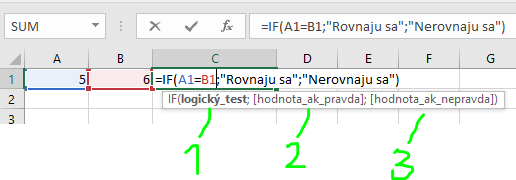 SUM =IF(A1=B1;"Rovnaju sa";"Nerovnaju sa")
A B C D E F
1 5 6 =IF(A1=B1;"Rovnaju sa";"Nerovnaju sa")
2 IF(logický_test; [hodnota_ak_pravda]; [hodnota_ak_nepravda])
3
1 2 3